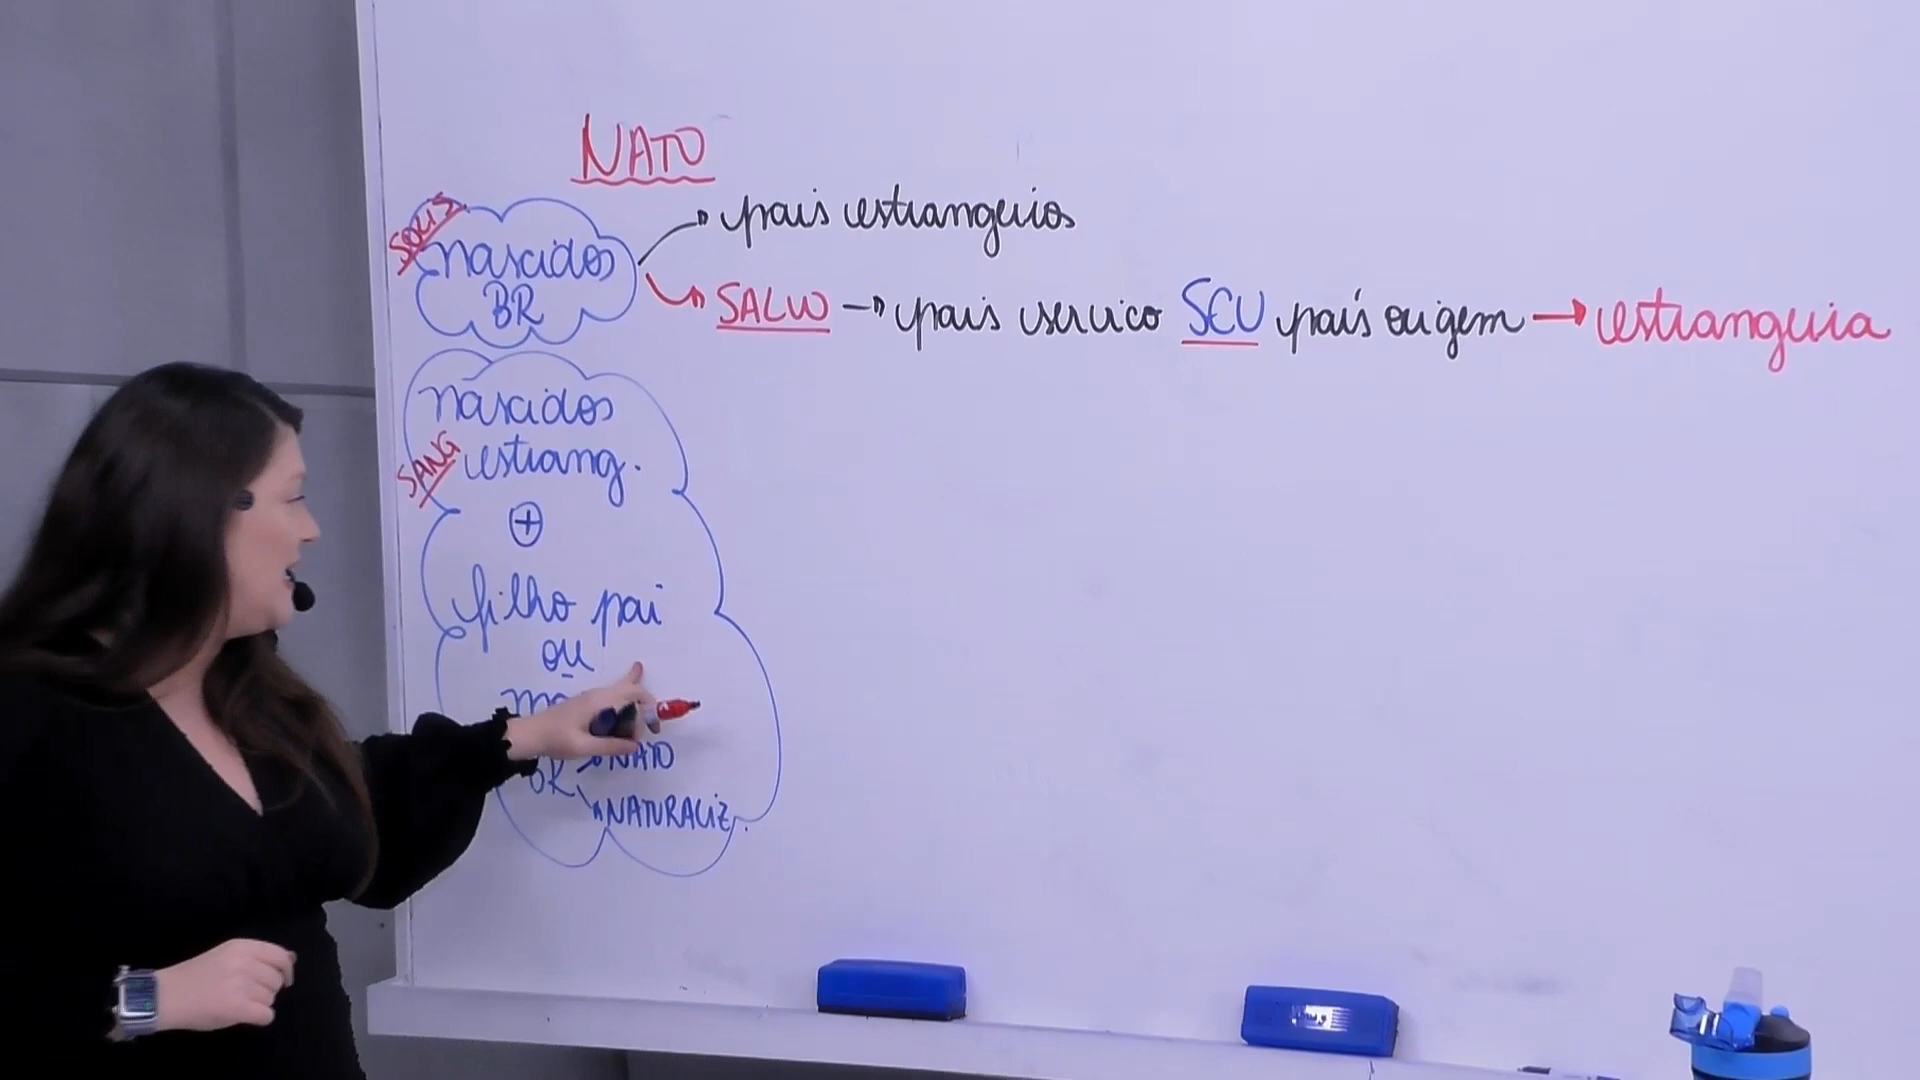 NATO
SOLIS
nascidos
BR
pais estrangeiros
SALVO → pais serviço SEU país origem → estrangeira
nascidos
SANG
estrang.
+
filho pai
ou
BR → NATO
→ NATURALIZ.